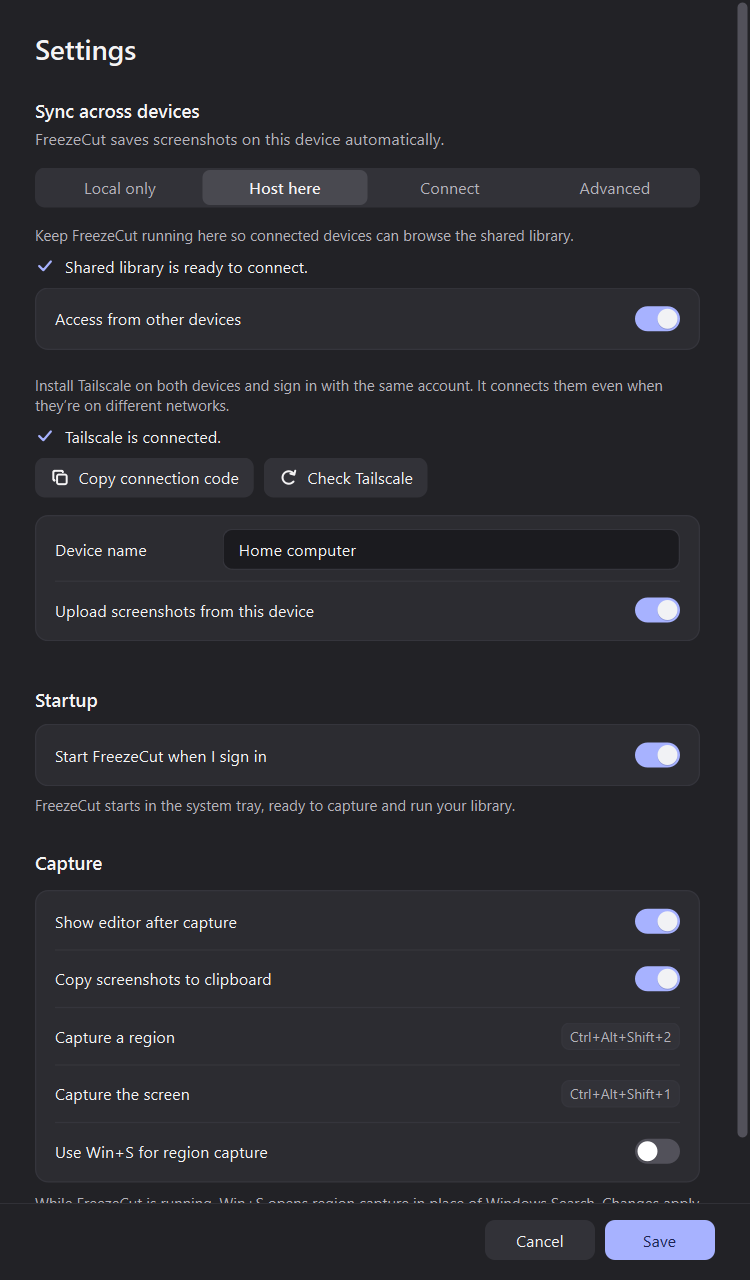 Settings
Sync across devices
FreezeCut saves screenshots on this device automatically.
Local only
Host here
Connect
Advanced
Keep FreezeCut running here so connected devices can browse the shared library.
Shared library is ready to connect.
Access from other devices
Install Tailscale on both devices and sign in with the same account. It connects them even when
they’re on different networks.
Tailscale is connected.
Copy connection code
Check Tailscale
Device name
Home computer
Upload screenshots from this device
Startup
Start FreezeCut when I sign in
FreezeCut starts in the system tray, ready to capture and run your library.
Capture
Show editor after capture
Copy screenshots to clipboard
Capture a region
Ctrl+Alt+Shift+2
Capture the screen
Ctrl+Alt+Shift+1
Use Win+S for region capture
While FreezeCut is running, Win+S opens region capture in place of Windows Search. Changes apply
Cancel
Save